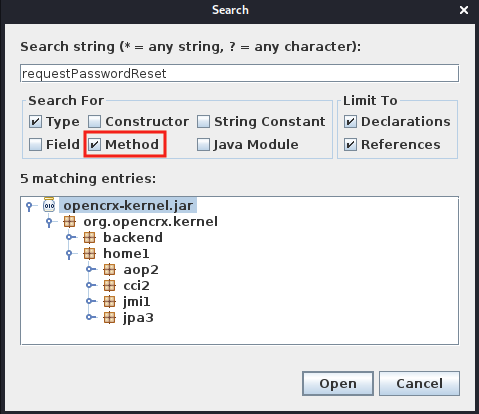 Search
Search string (* = any string, ? = any character):
requestPasswordReset
Search For
Limit To
Type Constructor String Constant
Declarations
Field Method Java Module
References
5 matching entries:
opencrx-kernel.jar
org.opencrx.kernel
backend
home1
aop2
cci2
jmi1
jpa3
Open Cancel